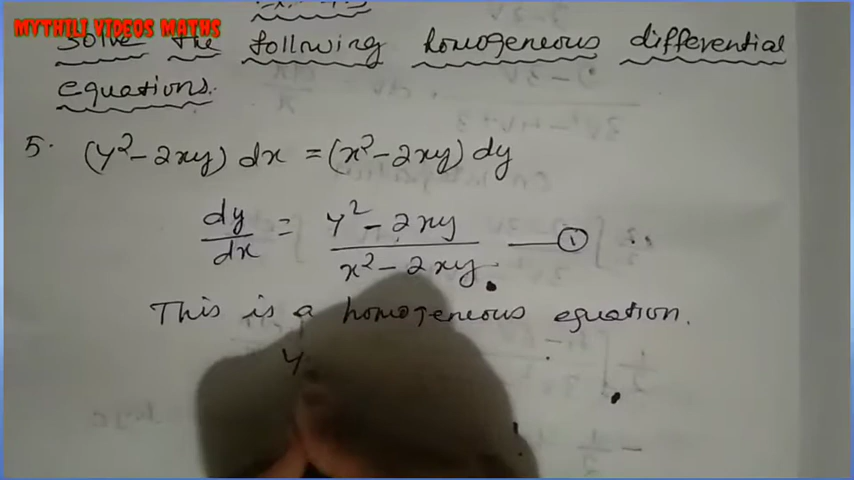 MYTHILI VIDEOS MATHS
Solve the following homogeneous differential
equations.
5. (y² - 2xy) dx = (x² - 2xy) dy
dy/dx = (y² - 2xy)/(x² - 2xy) —— ①
This is a homogeneous equation.
y